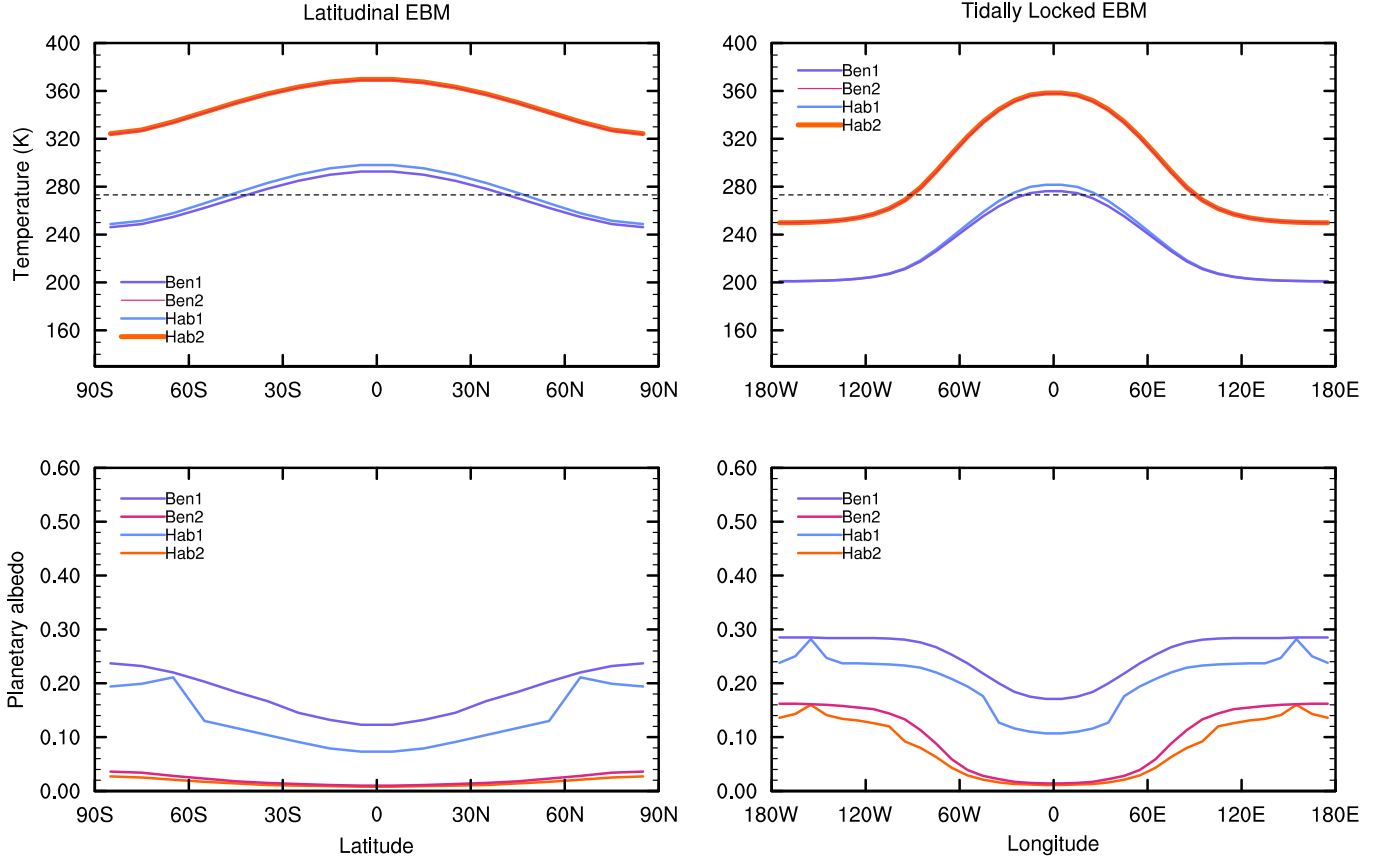 Latitudinal EBM
Tidally Locked EBM
Temperature (K)
400
360
320
280
240
200
160
Ben1
Ben2
Hab1
Hab2
90S 60S 30S 0 30N 60N 90N
400
360
320
280
240
200
160
Ben1
Ben2
Hab1
Hab2
180W 120W 60W 0 60E 120E 180E
Planetary albedo
0.60
0.50
0.40
0.30
0.20
0.10
0.00
Ben1
Ben2
Hab1
Hab2
90S 60S 30S 0 30N 60N 90N
Latitude
0.60
0.50
0.40
0.30
0.20
0.10
0.00
Ben1
Ben2
Hab1
Hab2
180W 120W 60W 0 60E 120E 180E
Longitude